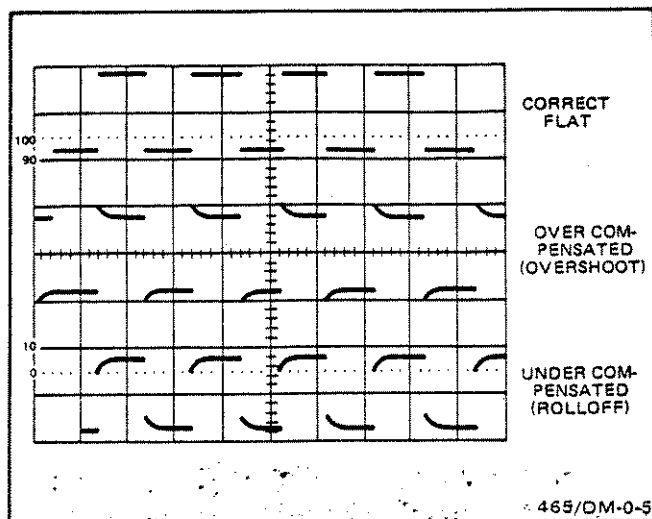 CORRECT
FLAT
100
90
OVER COM-
PENSATED
(OVERSHOOT)
10
0
UNDER COM-
PENSATED
(ROLLOFF)
465/DM-0-5